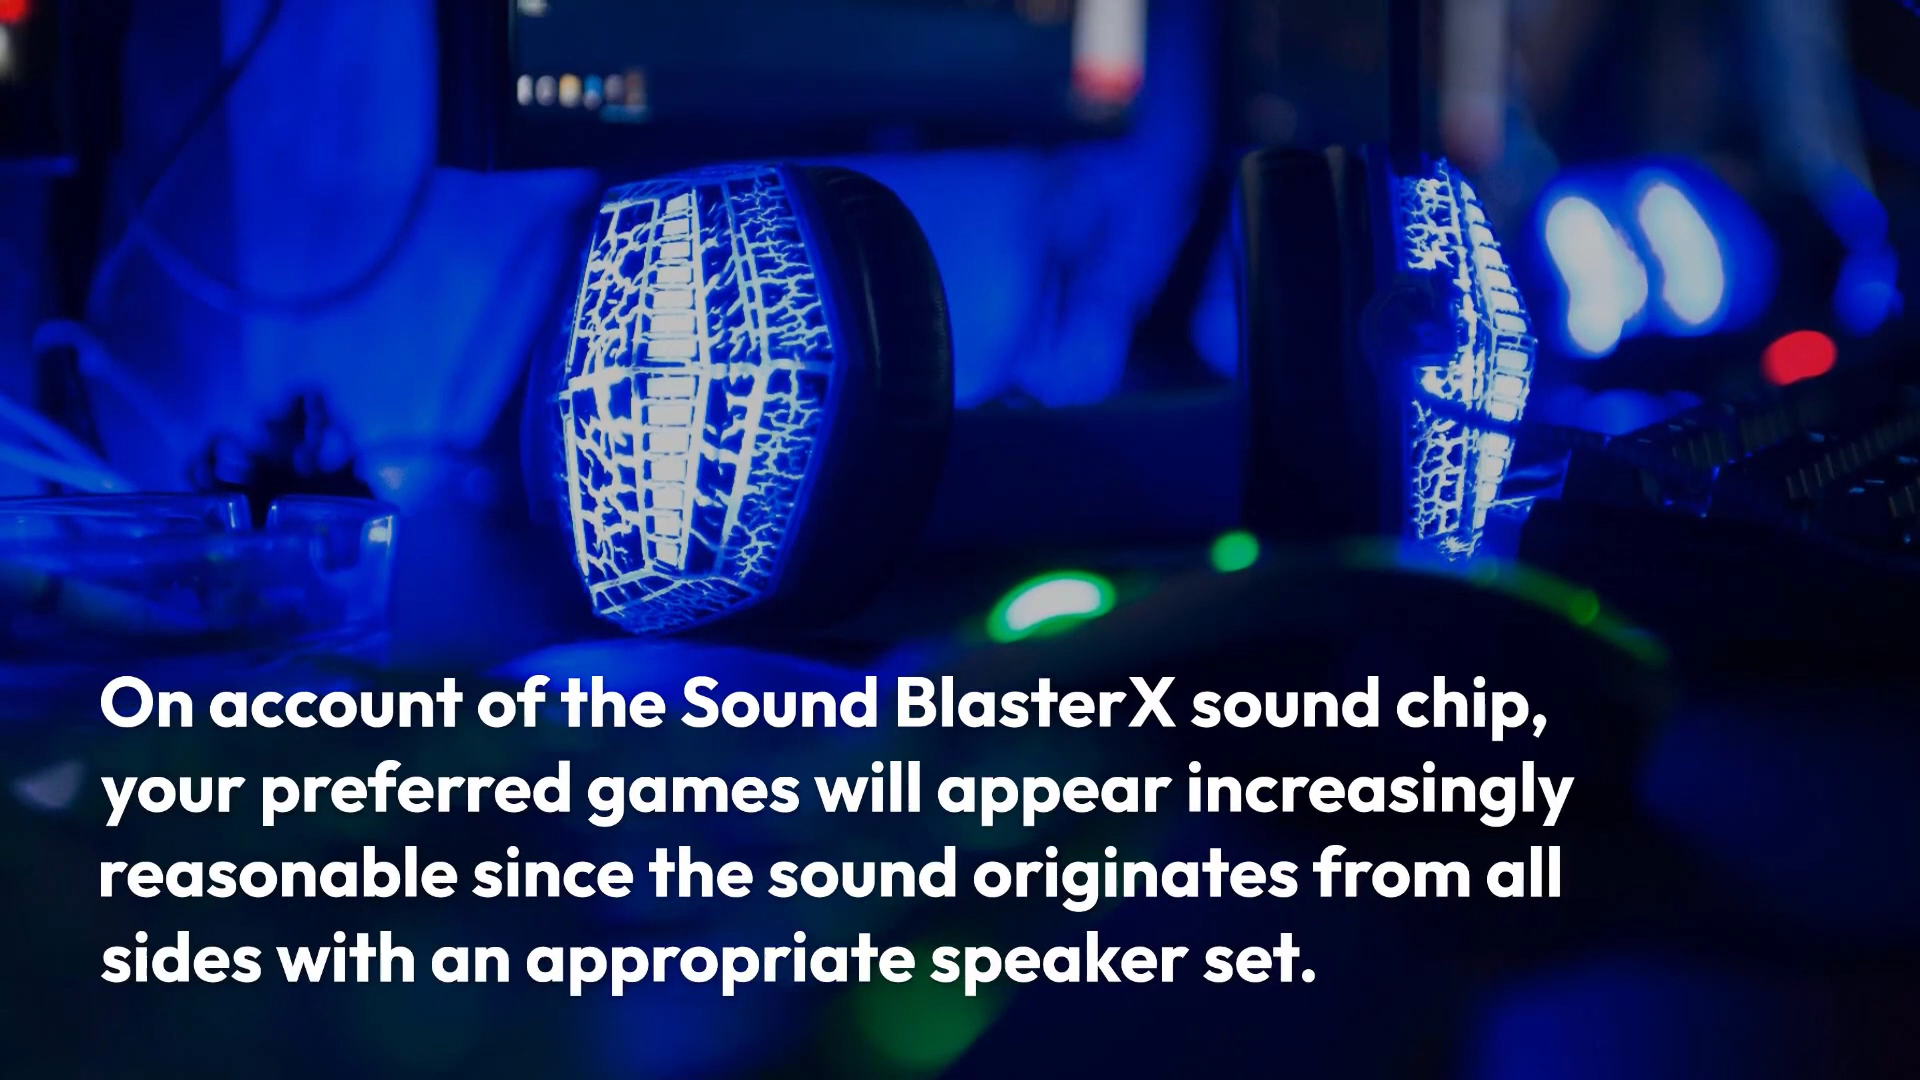 On account of the Sound BlasterX sound chip,
your preferred games will appear increasingly
reasonable since the sound originates from all
sides with an appropriate speaker set.